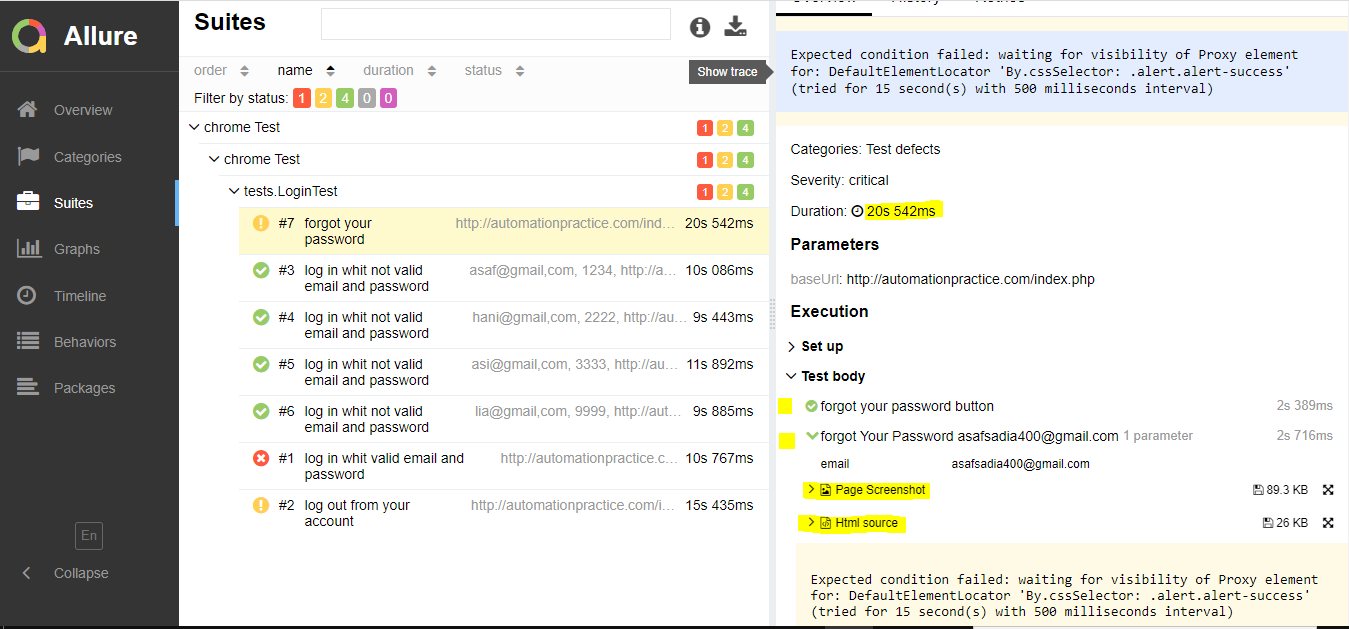 Allure
Overview
Categories
Suites
Graphs
Timeline
Behaviors
Packages
En
Collapse
Suites
order name duration status
Show trace
Filter by status: 1 2 4 0 0
chrome Test 1 2 4
chrome Test 1 2 4
tests.LoginTest 1 2 4
#7 forgot your http://automationpractice.com/ind… 20s 542ms
password
#3 log in whit not valid asaf@gmail,com, 1234, http://a… 10s 086ms
email and password
#4 log in whit not valid hani@gmail,com, 2222, http://au… 9s 443ms
email and password
#5 log in whit not valid asi@gmail,com, 3333, http://au… 11s 892ms
email and password
#6 log in whit not valid lia@gmail,com, 9999, http://aut… 9s 885ms
email and password
#1 log in whit valid email and http://automationpractice.c… 10s 767ms
password
#2 log out from your http://automationpractice.com/i… 15s 435ms
account
Expected condition failed: waiting for visibility of Proxy element
for: DefaultElementLocator 'By.cssSelector: .alert.alert-success'
(tried for 15 second(s) with 500 milliseconds interval)
Categories: Test defects
Severity: critical
Duration: 20s 542ms
Parameters
baseUrl: http://automationpractice.com/index.php
Execution
Set up
Test body
forgot your password button 2s 389ms
forgot Your Password asafsadia400@gmail.com 1 parameter 2s 716ms
email asafsadia400@gmail.com
Page Screenshot 89.3 KB
Html source 26 KB
Expected condition failed: waiting for visibility of Proxy element
for: DefaultElementLocator 'By.cssSelector: .alert.alert-success'
(tried for 15 second(s) with 500 milliseconds interval)